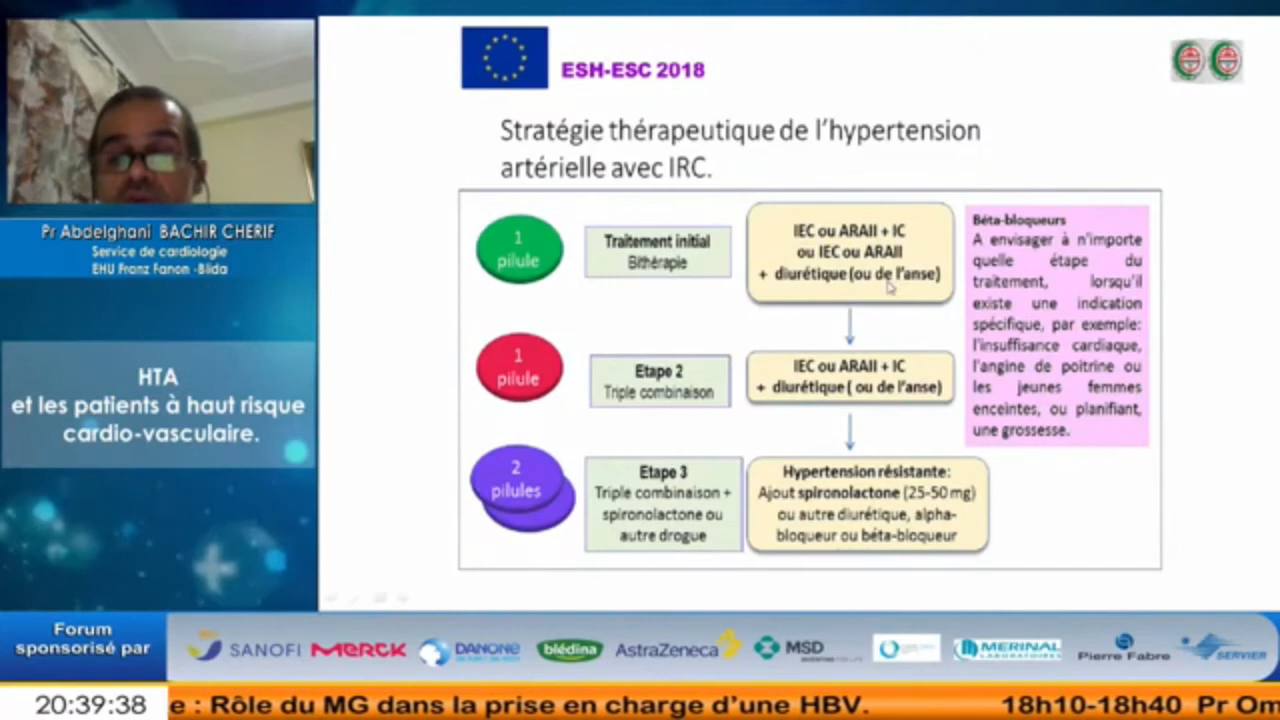 ESH-ESC 2018
Stratégie thérapeutique de l'hypertension
artérielle avec IRC.
1
pilule
Traitement initial
Bithérapie
IEC ou ARAII + IC
ou IEC ou ARAII
+ diurétique (ou de l'anse)
1
pilule
Etape 2
Triple combinaison
IEC ou ARAII + IC
+ diurétique ( ou de l'anse)
2
pilules
Etape 3
Triple combinaison +
spironolactone ou
autre drogue
Hypertension résistante:
Ajout spironolactone (25-50 mg)
ou autre diurétique, alpha-
bloqueur ou béta-bloqueur
Béta-bloqueurs
A envisager à n'importe
quelle étape du
traitement, lorsqu'il
existe une indication
spécifique, par exemple:
l'insuffisance cardiaque,
l'angine de poitrine ou
les jeunes femmes
enceintes, ou planifiant,
une grossesse.
Pr Abdelghani BACHIR CHERIF
Service de cardiologie
EHU Franz Fanon -Blida
HTA
et les patients à haut risque
cardio-vasculaire.
Forum
sponsorisé par
SANOFI
MERCK
DANONE
blédina
AstraZeneca
MSD
MERINAL
LABORATOIRES
Pierre Fabre
SERVIER
20:39:38
e : Rôle du MG dans la prise en charge d'une HBV. 18h10-18h40 Pr Om